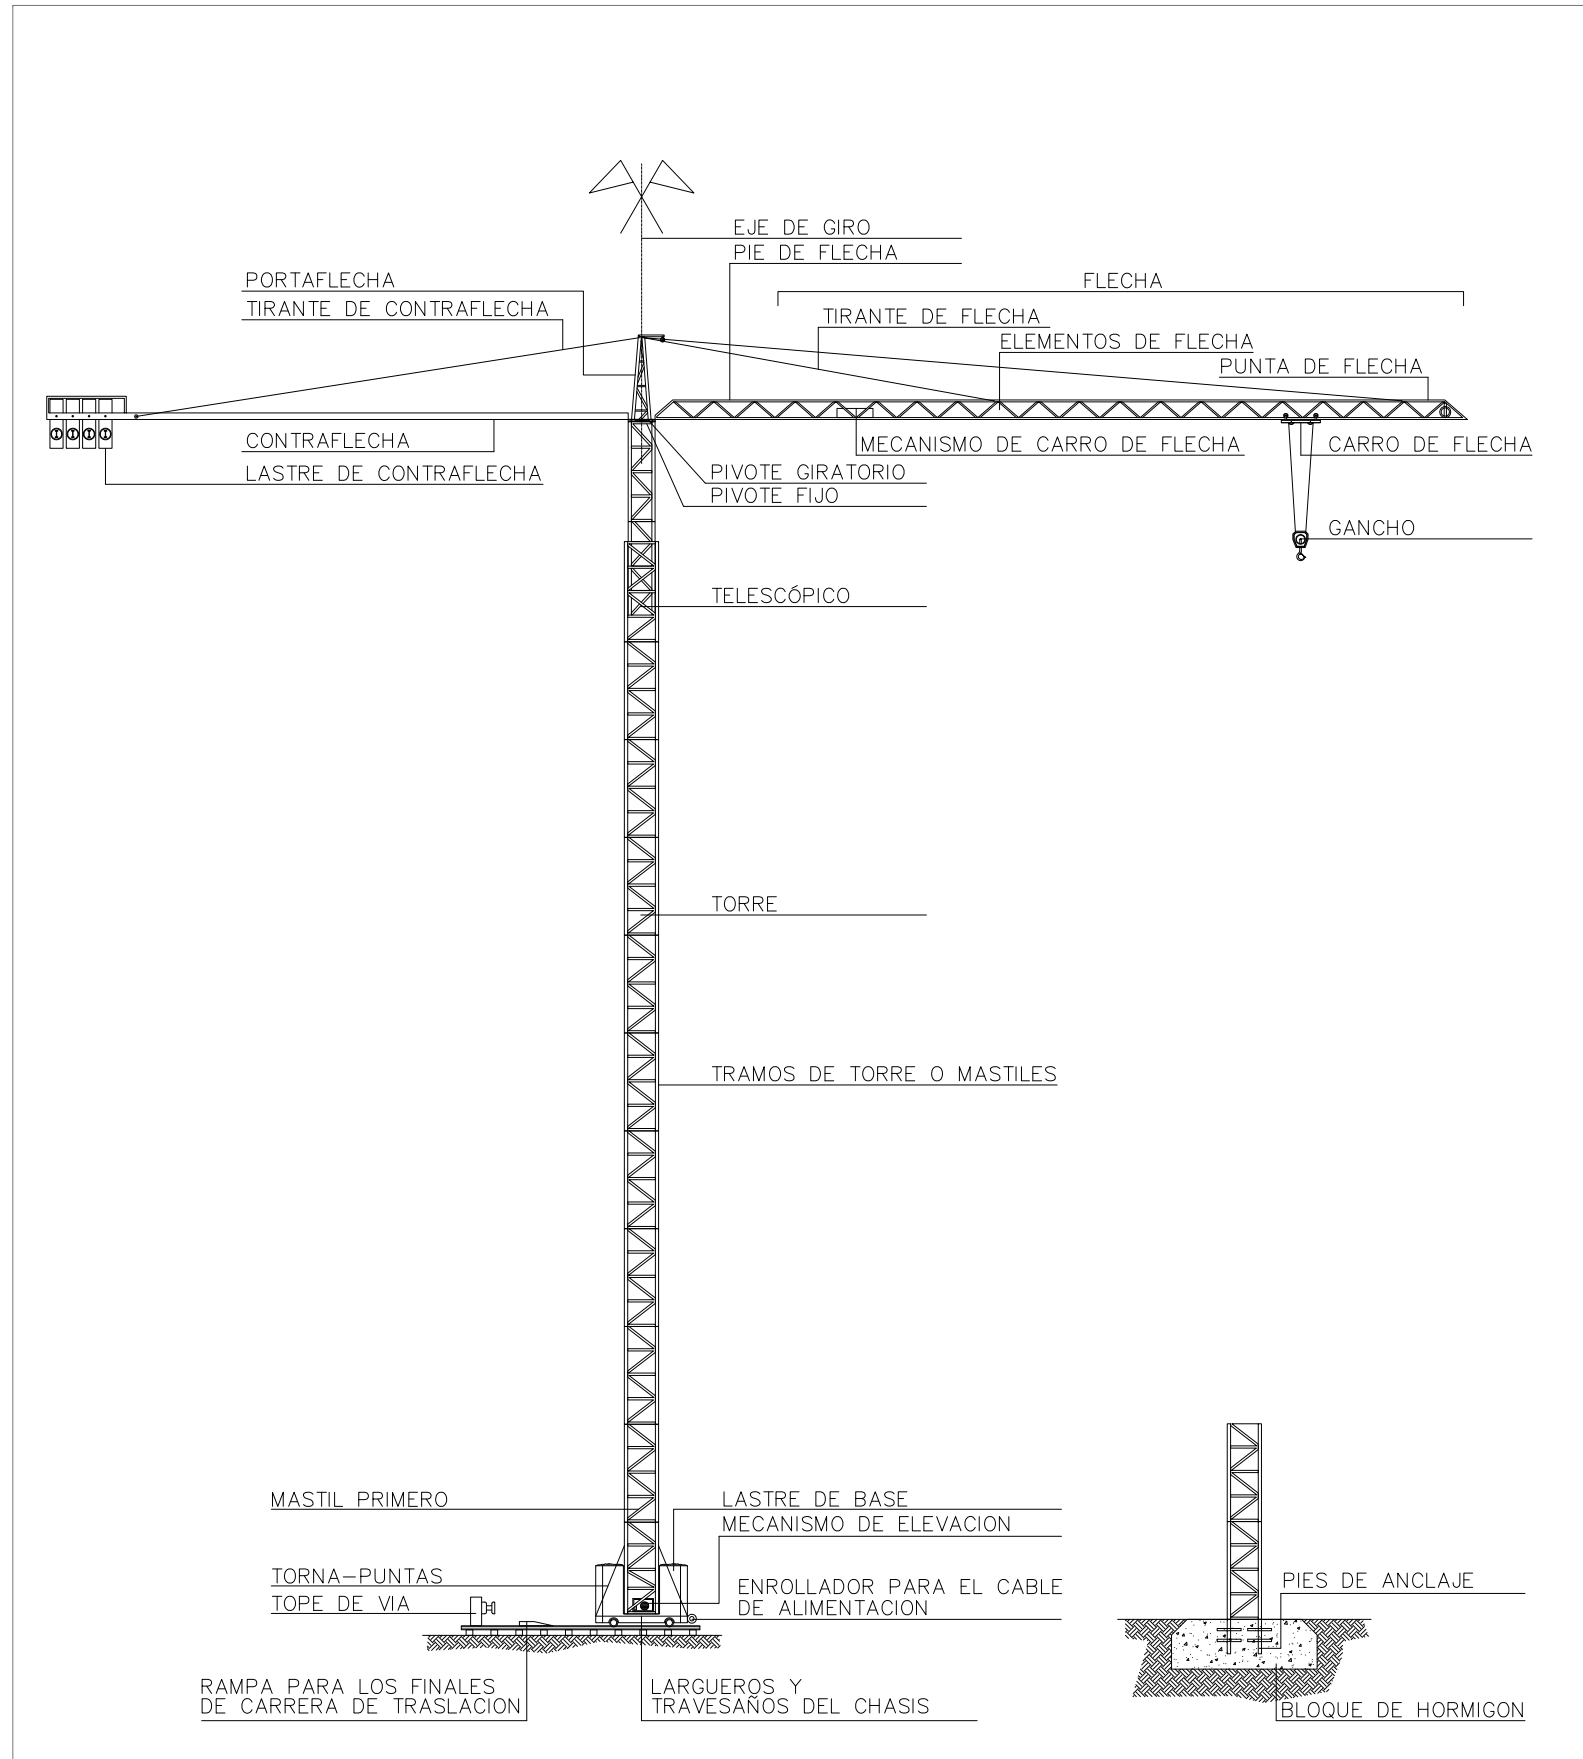 EJE DE GIRO
PIE DE FLECHA
PORTAFLECHA
FLECHA
TIRANTE DE CONTRAFLECHA
TIRANTE DE FLECHA
ELEMENTOS DE FLECHA
PUNTA DE FLECHA
CONTRAFLECHA
MECANISMO DE CARRO DE FLECHA
CARRO DE FLECHA
LASTRE DE CONTRAFLECHA
PIVOTE GIRATORIO
PIVOTE FIJO
GANCHO
TELESCÓPICO
TORRE
TRAMOS DE TORRE O MASTILES
MASTIL PRIMERO
LASTRE DE BASE
MECANISMO DE ELEVACION
TORNA-PUNTAS
TOPE DE VIA
ENROLLADOR PARA EL CABLE
DE ALIMENTACION
PIES DE ANCLAJE
RAMPA PARA LOS FINALES
DE CARRERA DE TRASLACION
LARGUEROS Y
TRAVESAÑOS DEL CHASIS
BLOQUE DE HORMIGON